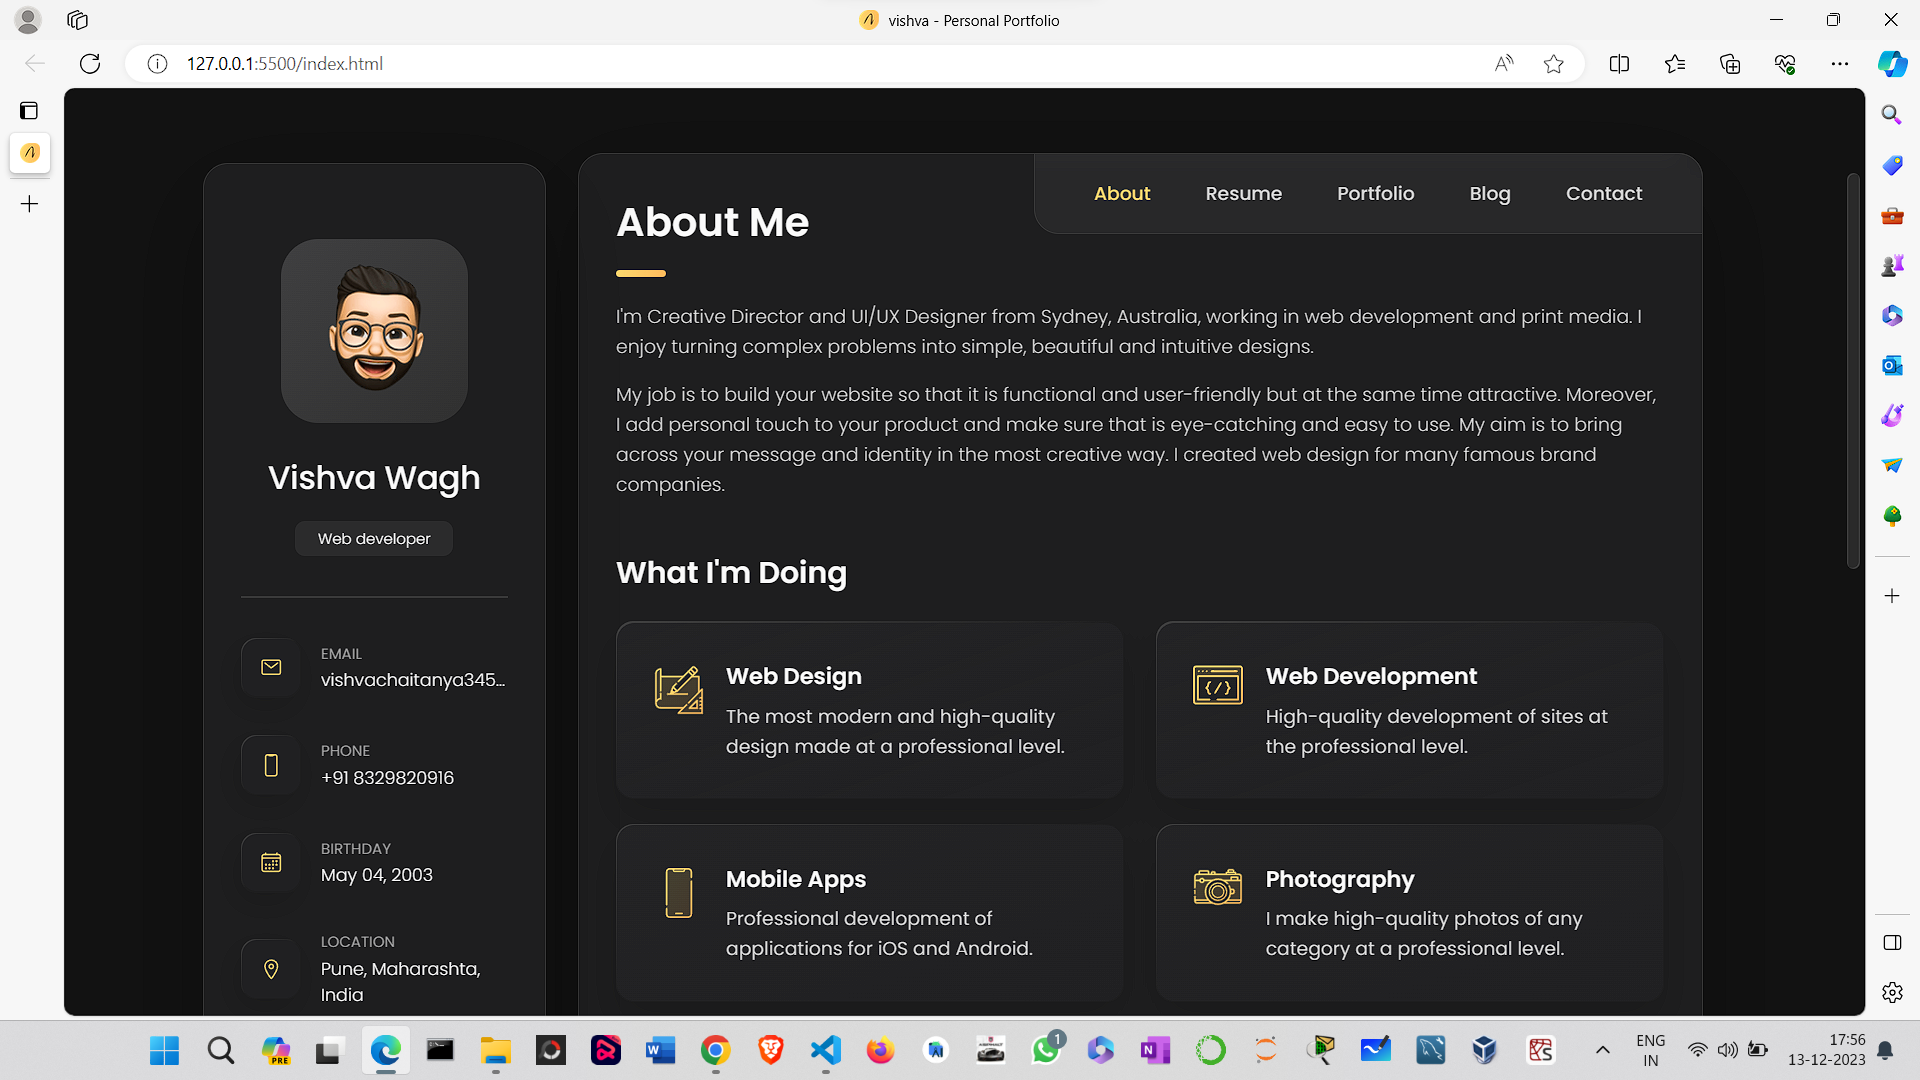 vishva - Personal Portfolio
127.0.0.1:5500/index.html
About
Resume
Portfolio
Blog
Contact
About Me
I'm Creative Director and UI/UX Designer from Sydney, Australia, working in web development and print media. I
enjoy turning complex problems into simple, beautiful and intuitive designs.
My job is to build your website so that it is functional and user-friendly but at the same time attractive. Moreover,
I add personal touch to your product and make sure that is eye-catching and easy to use. My aim is to bring
across your message and identity in the most creative way. I created web design for many famous brand
companies.
Vishva Wagh
Web developer
EMAIL
vishvachaitanya345...
PHONE
+91 8329820916
BIRTHDAY
May 04, 2003
LOCATION
Pune, Maharashta,
India
What I'm Doing
Web Design
The most modern and high-quality
design made at a professional level.
Web Development
High-quality development of sites at
the professional level.
Mobile Apps
Professional development of
applications for iOS and Android.
Photography
I make high-quality photos of any
category at a professional level.
PRE
1
ENG
IN
17:56
13-12-2023